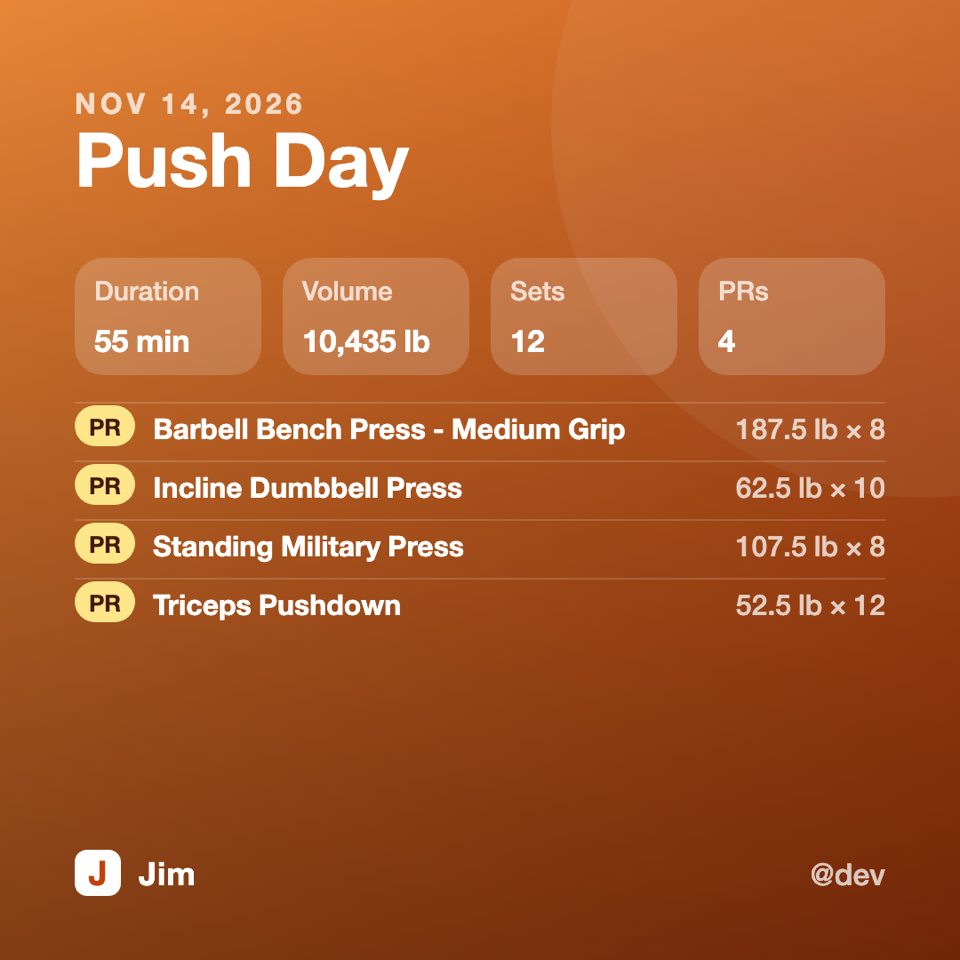 NOV 14, 2026
Push Day
Duration
55 min
Volume
10,435 lb
Sets
12
PRs
4
PR Barbell Bench Press - Medium Grip 187.5 lb × 8
PR Incline Dumbbell Press 62.5 lb × 10
PR Standing Military Press 107.5 lb × 8
PR Triceps Pushdown 52.5 lb × 12
J Jim @dev